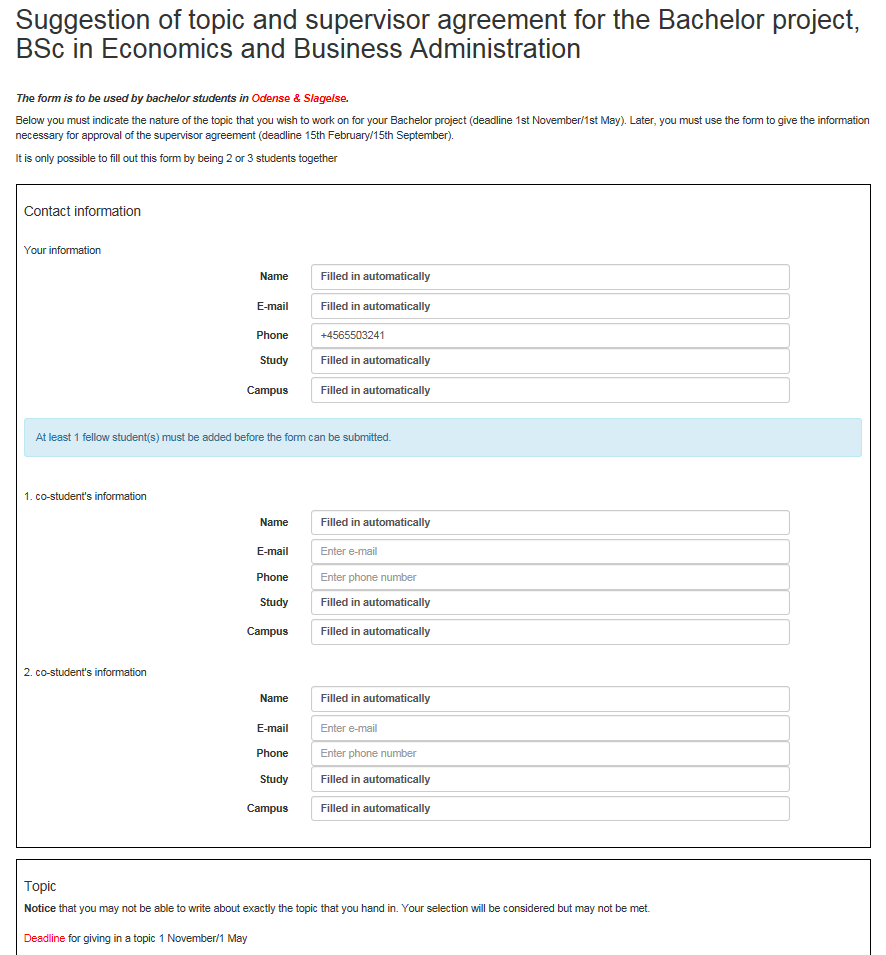 Suggestion of topic and supervisor agreement for the Bachelor project,
BSc in Economics and Business Administration
The form is to be used by bachelor students in Odense & Slagelse.
Below you must indicate the nature of the topic that you wish to work on for your Bachelor project (deadline 1st November/1st May). Later, you must use the form to give the information
necessary for approval of the supervisor agreement (deadline 15th February/15th September).
It is only possible to fill out this form by being 2 or 3 students together
Contact information
Your information
Name Filled in automatically
E-mail Filled in automatically
Phone +4565503241
Study Filled in automatically
Campus Filled in automatically
At least 1 fellow student(s) must be added before the form can be submitted.
1. co-student's information
Name Filled in automatically
E-mail Enter e-mail
Phone Enter phone number
Study Filled in automatically
Campus Filled in automatically
2. co-student's information
Name Filled in automatically
E-mail Enter e-mail
Phone Enter phone number
Study Filled in automatically
Campus Filled in automatically
Topic
Notice that you may not be able to write about exactly the topic that you hand in. Your selection will be considered but may not be met.
Deadline for giving in a topic 1 November/1 May